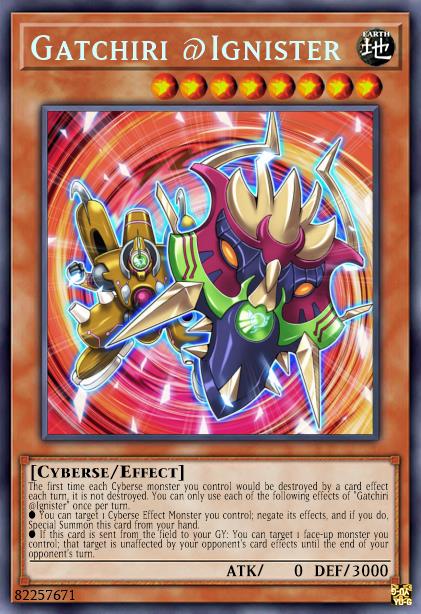 GATCHIRI @IGNISTER
EARTH
地
[CYBERSE/EFFECT]
The first time each Cyberse monster you control would be destroyed by a card effect
each turn, it is not destroyed. You can only use each of the following effects of "Gatchiri
@Ignister" once per turn.
● You can target 1 Cyberse Effect Monster you control; negate its effects, and if you do,
Special Summon this card from your hand.
● If this card is sent from the field to your GY: You can target 1 face-up monster you
control; that target is unaffected by your opponent's card effects until the end of your
opponent's turn.
ATK/ 0 DEF/3000
82257671